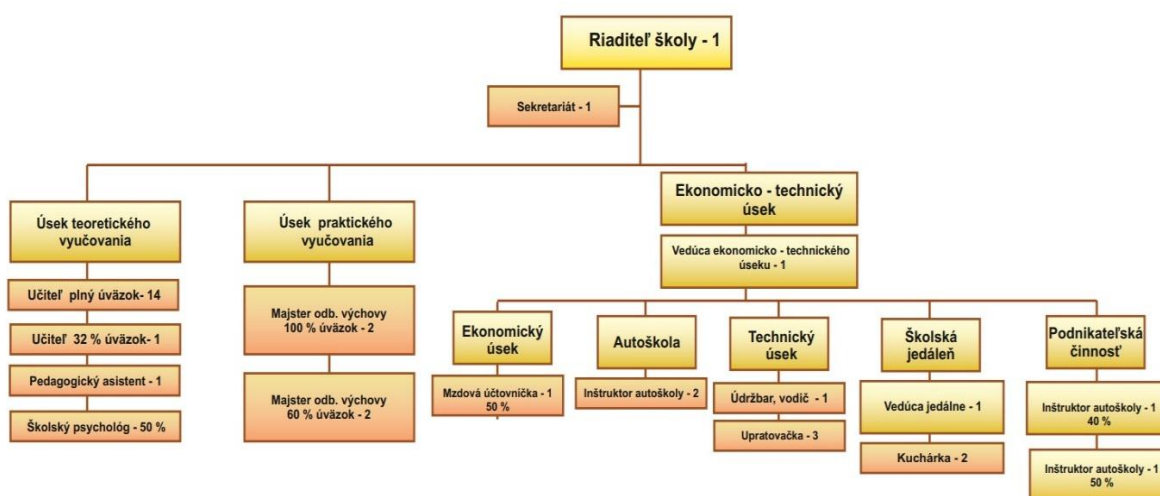 Riaditeľ školy - 1
Sekretariát - 1
Úsek teoretického
vyučovania
Učiteľ plný úväzok- 14
Učiteľ 32 % úväzok- 1
Pedagogický asistent - 1
Školský psychológ - 50 %
Úsek praktického
vyučovania
Majster odb. výchovy
100 % úväzok - 2
Majster odb. výchovy
60 % úväzok - 2
Ekonomicko - technický
úsek
Vedúca ekonomicko - technického
úseku - 1
Ekonomický
úsek
Mzdová účtovníčka - 1
50 %
Autoškola
Inštruktor autoškoly - 2
Technický
úsek
Údržbar, vodič - 1
Upratovačka - 3
Školská
jedáleň
Vedúca jedálne - 1
Kuchárka - 2
Podnikateľská
činnosť
Inštruktor autoškoly - 1
40 %
Inštruktor autoškoly - 1
50 %